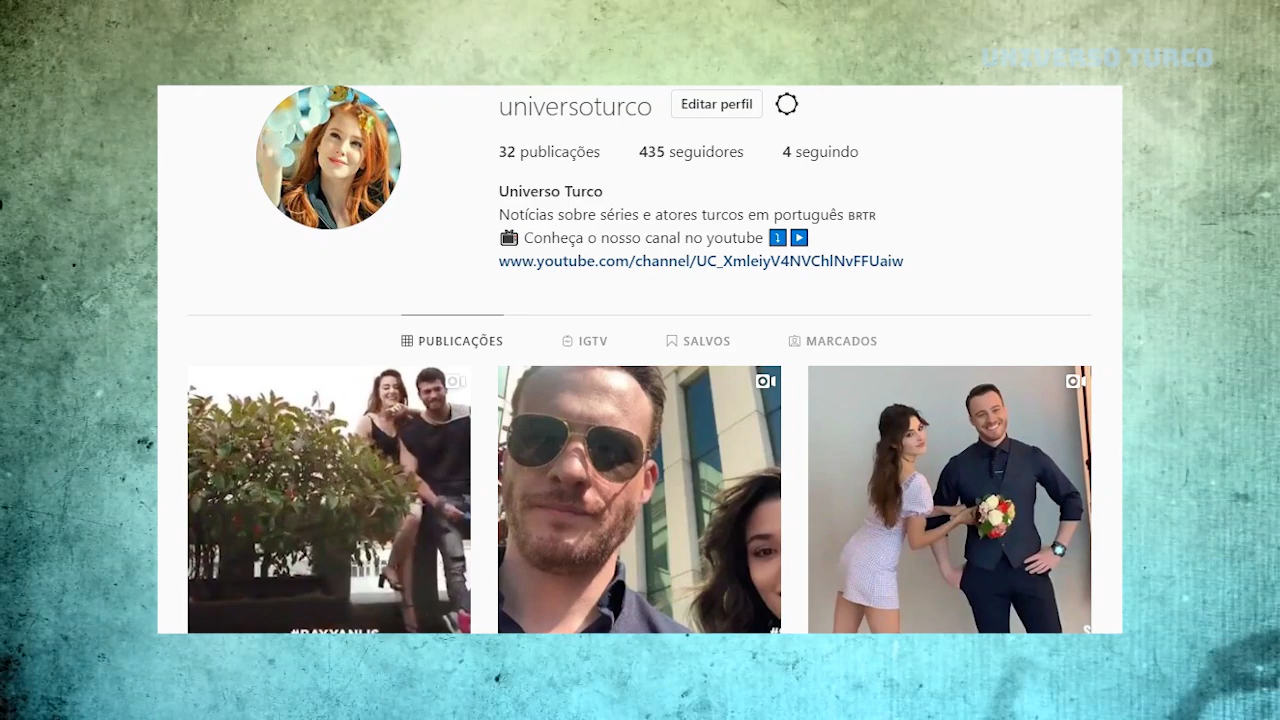 UNIVERSO TURCO
universoturco Editar perfil
32 publicações 435 seguidores 4 seguindo
Universo Turco
Notícias sobre séries e atores turcos em português BRTR
Conheça o nosso canal no youtube
www.youtube.com/channel/UC_XmleiyV4NVChlNvFFUaiw
PUBLICAÇÕES IGTV SALVOS MARCADOS